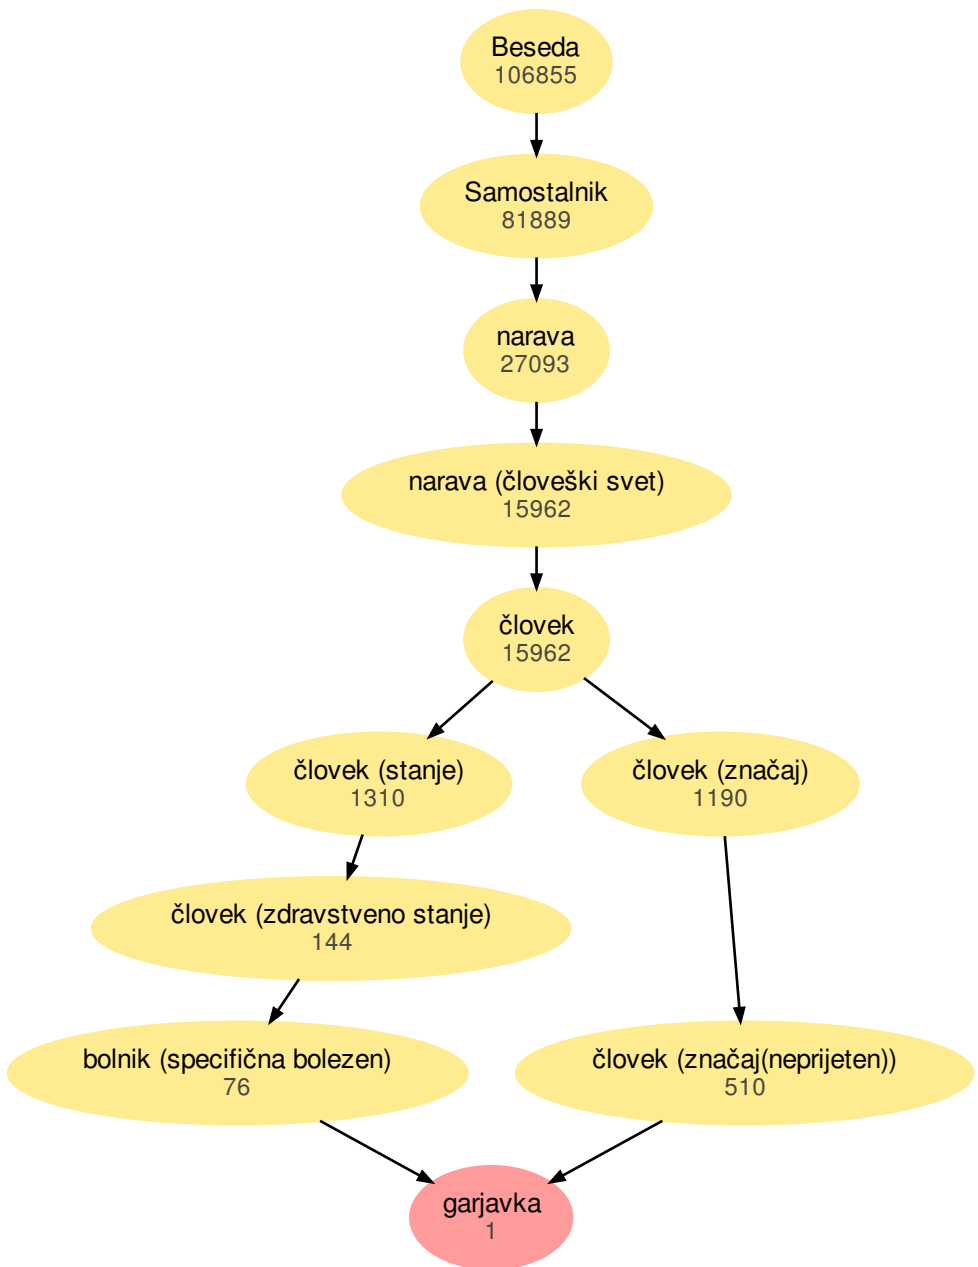 Beseda
106855
Samostalnik
81889
narava
27093
narava (človeški svet)
15962
človek
15962
človek (stanje)
1310
človek (značaj)
1190
človek (zdravstveno stanje)
144
bolnik (specifična bolezen)
76
človek (značaj(neprijeten))
510
garjavka
1